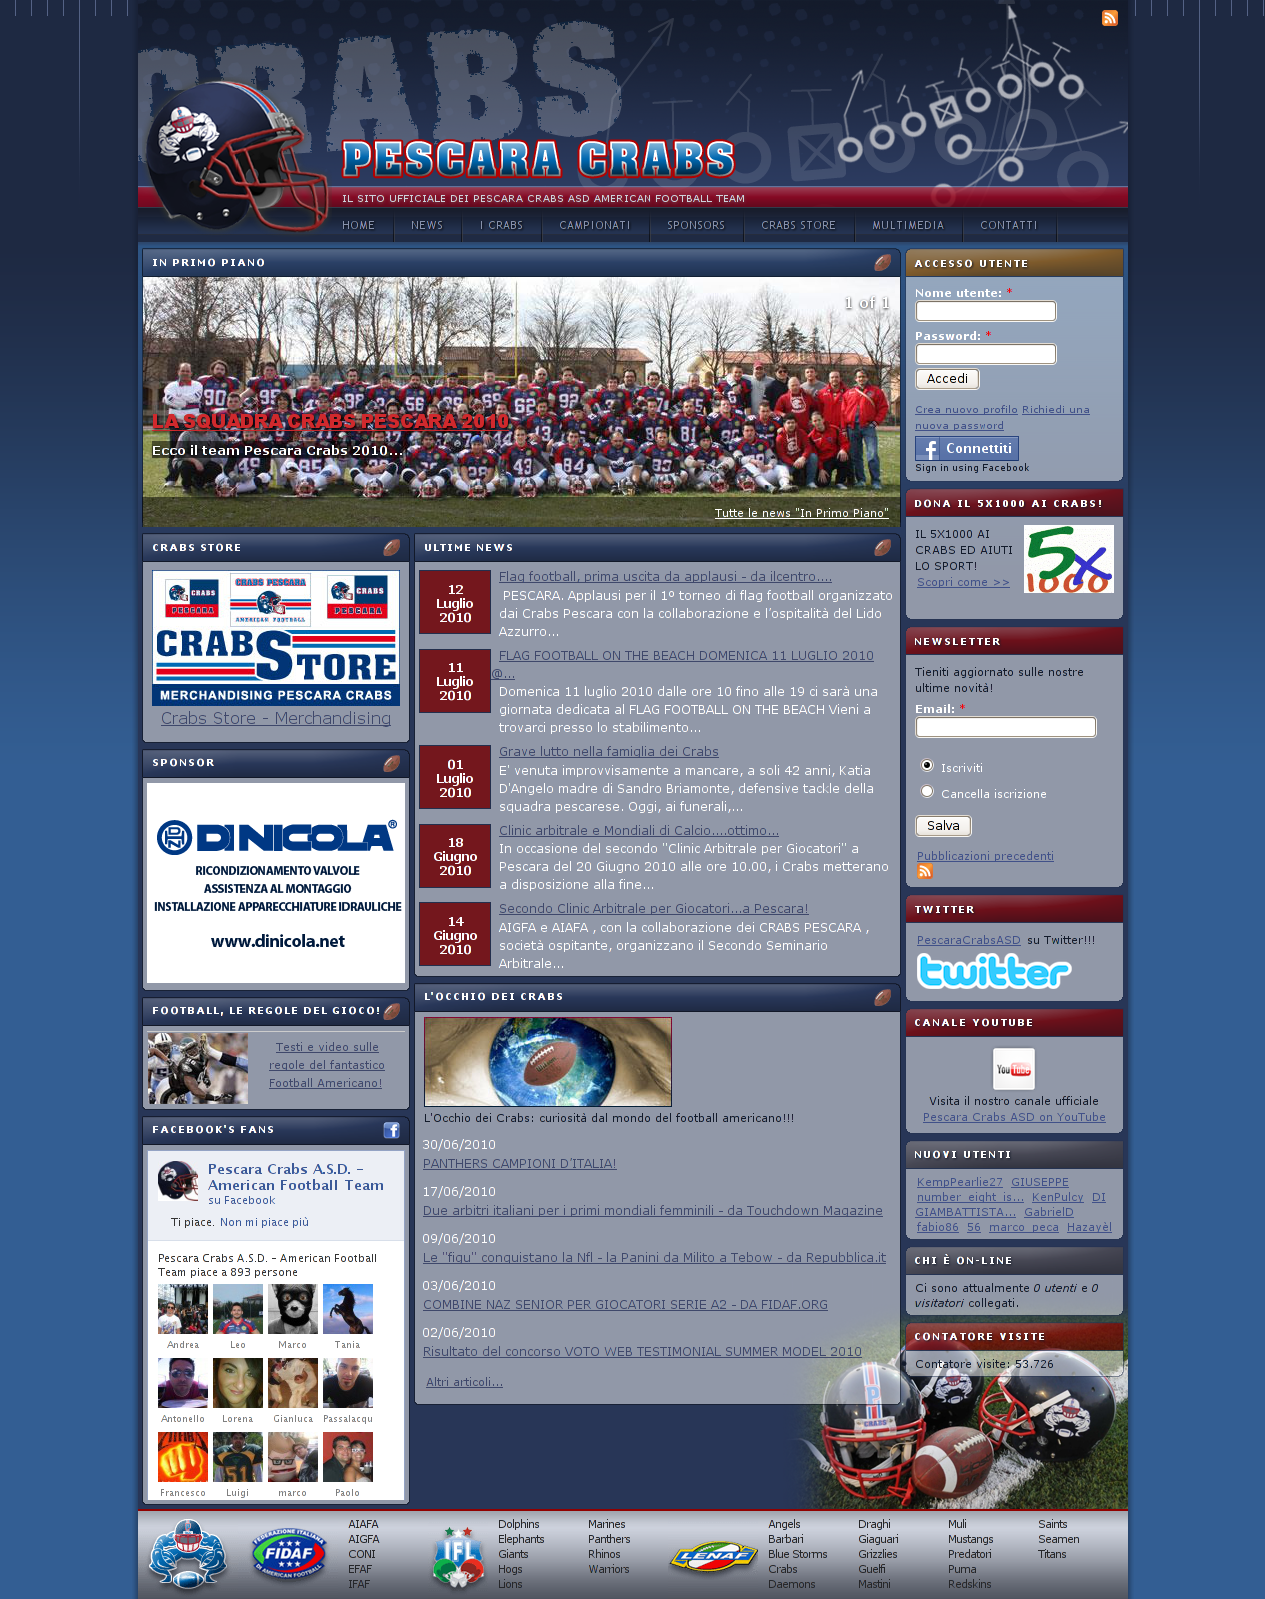 CRABS
PESCARA CRABS
IL SITO UFFICIALE DEI PESCARA CRABS ASD AMERICAN FOOTBALL TEAM
HOME
NEWS
I CRABS
CAMPIONATI
SPONSORS
CRABS STORE
MULTIMEDIA
CONTATTI
IN PRIMO PIANO
1 of 1
LA SQUADRA CRABS PESCARA 2010
Ecco il team Pescara Crabs 2010...
Tutte le news "In Primo Piano"
CRABS STORE
CRABS
PESCARA
CRABS PESCARA
AMERICAN FOOTBALL
CRABS
PESCARA
CRABSTORE
MERCHANDISING PESCARA CRABS
Crabs Store - Merchandising
SPONSOR
DINICOLA®
RICONDIZIONAMENTO VALVOLE
ASSISTENZA AL MONTAGGIO
INSTALLAZIONE APPARECCHIATURE IDRAULICHE
www.dinicola.net
FOOTBALL, LE REGOLE DEL GIOCO!
Testi e video sulle
regole del fantastico
Football Americano!
FACEBOOK'S FANS
Pescara Crabs A.S.D. -
American Football Team
su Facebook
Ti piace. Non mi piace più
Pescara Crabs A.S.D. - American Football
Team piace a 893 persone
Andrea
Leo
Marco
Tania
Antonello
Lorena
Gianluca
Passalacqu
Francesco
Luigi
marco
Paolo
ULTIME NEWS
12
Luglio
2010
Flag football, prima uscita da applausi - da ilcentro....
PESCARA. Applausi per il 1º torneo di flag football organizzato
dai Crabs Pescara con la collaborazione e l'ospitalità del Lido
Azzurro...
11
Luglio
2010
FLAG FOOTBALL ON THE BEACH DOMENICA 11 LUGLIO 2010
@...
Domenica 11 luglio 2010 dalle ore 10 fino alle 19 ci sarà una
giornata dedicata al FLAG FOOTBALL ON THE BEACH Vieni a
trovarci presso lo stabilimento...
01
Luglio
2010
Grave lutto nella famiglia dei Crabs
E' venuta improvvisamente a mancare, a soli 42 anni, Katia
D'Angelo madre di Sandro Briamonte, defensive tackle della
squadra pescarese. Oggi, ai funerali,...
18
Giugno
2010
Clinic arbitrale e Mondiali di Calcio....ottimo...
In occasione del secondo "Clinic Arbitrale per Giocatori" a
Pescara del 20 Giugno 2010 alle ore 10.00, i Crabs metterano
a disposizione alla fine...
14
Giugno
2010
Secondo Clinic Arbitrale per Giocatori...a Pescara!
AIGFA e AIAFA , con la collaborazione dei CRABS PESCARA ,
società ospitante, organizzano il Secondo Seminario
Arbitrale...
L'OCCHIO DEI CRABS
L'Occhio dei Crabs: curiosità dal mondo del football americano!!!
30/06/2010
PANTHERS CAMPIONI D'ITALIA!
17/06/2010
Due arbitri italiani per i primi mondiali femminili - da Touchdown Magazine
09/06/2010
Le "figu" conquistano la Nfl - la Panini da Milito a Tebow - da Repubblica.it
03/06/2010
COMBINE NAZ SENIOR PER GIOCATORI SERIE A2 - DA FIDAF.ORG
02/06/2010
Risultato del concorso VOTO WEB TESTIMONIAL SUMMER MODEL 2010
Altri articoli...
ACCESSO UTENTE
Nome utente: *
Password: *
Accedi
Crea nuovo profilo Richiedi una
nuova password
Connettiti
Sign in using Facebook
DONA IL 5X1000 AI CRABS!
IL 5X1000 AI
CRABS ED AIUTI
LO SPORT!
Scopri come >>
5x
1000
NEWSLETTER
Tieniti aggiornato sulle nostre
ultime novità!
Email: *
Iscriviti
Cancella iscrizione
Salva
Pubblicazioni precedenti
TWITTER
PescaraCrabsASD su Twitter!!!
twitter
CANALE YOUTUBE
YouTube
Visita il nostro canale ufficiale
Pescara Crabs ASD on YouTube
NUOVI UTENTI
KempPearlie27 GIUSEPPE
number_eight_is... KenPulcy DI
GIAMBATTISTA... GabrielD
fabio86 56 marco peca Hazayèl
CHI È ON-LINE
Ci sono attualmente 0 utenti e 0
visitatori collegati.
CONTATORE VISITE
Contatore visite: 53.726
FEDERAZIONE ITALIANA
FIDAF
DI AMERICAN FOOTBALL
AIAFA
AIGFA
CONI
EFAF
IFAF
IFL
Dolphins
Elephants
Giants
Hogs
Lions
Marines
Panthers
Rhinos
Warriors
LENAF
Angels
Barbari
Blue Storms
Crabs
Daemons
Draghi
Giaguari
Grizzlies
Guelfi
Mastini
Muli
Mustangs
Predatori
Puma
Redskins
Saints
Seamen
Titans